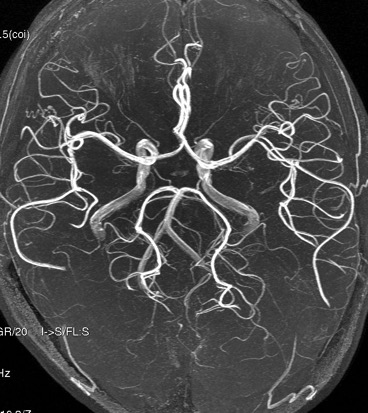 .5(coi)
GR/20 I->S/FL:S
Hz